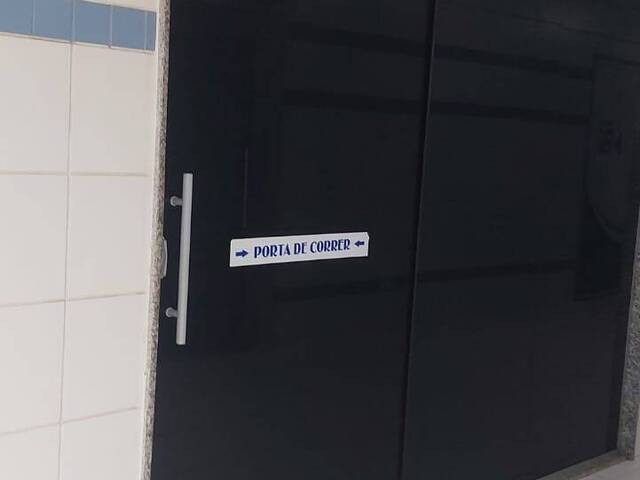 → PORTA DE CORRER ←